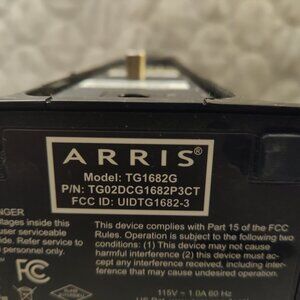 ARRIS®
Model: TG1682G
P/N: TG02DCG1682P3CT
FCC ID: UIDTG1682-3
NGER
oltages inside this
user serviceable
side. Refer service to
personnel only.
This device complies with Part 15 of the FCC
Rules. Operation is subject to the following two
conditions: (1) This device may not cause
harmful interference (2) this device must ac-
cept any interference received, including inter-
ference that may cause undesired operation.
FC
115V ~ 1.0A 60 Hz